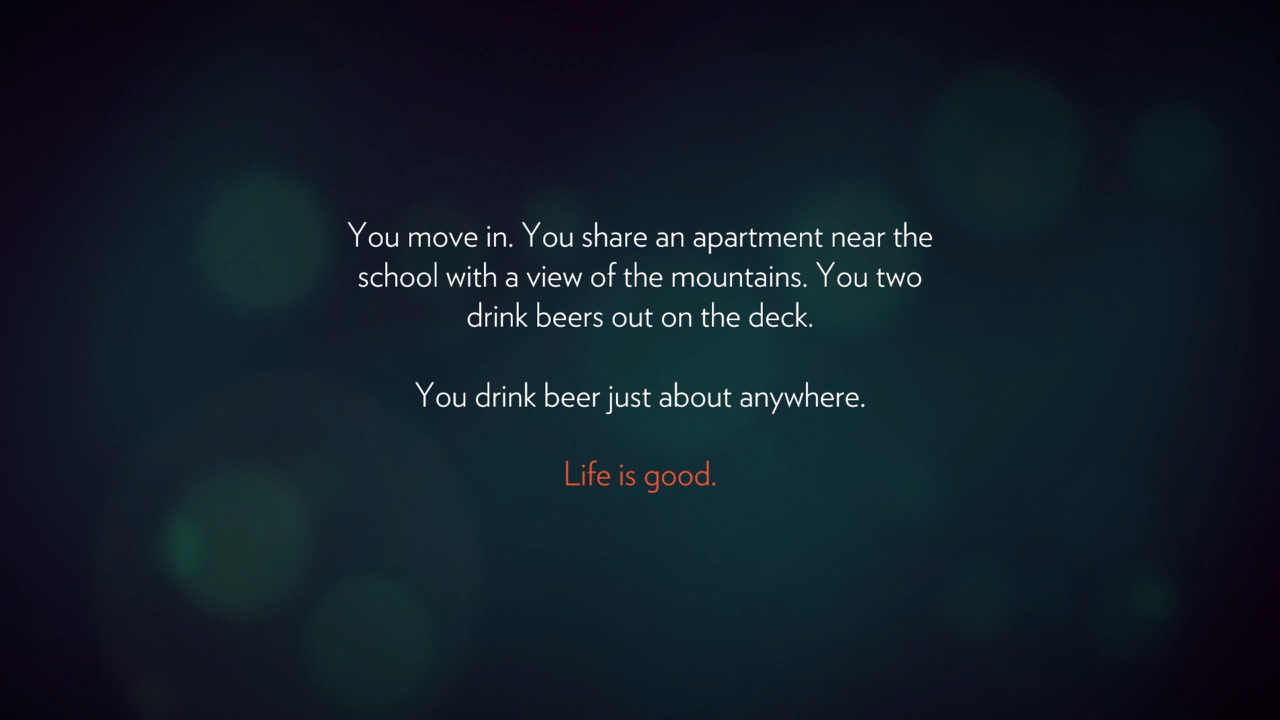 You move in. You share an apartment near the
school with a view of the mountains. You two
drink beers out on the deck.
You drink beer just about anywhere.
Life is good.